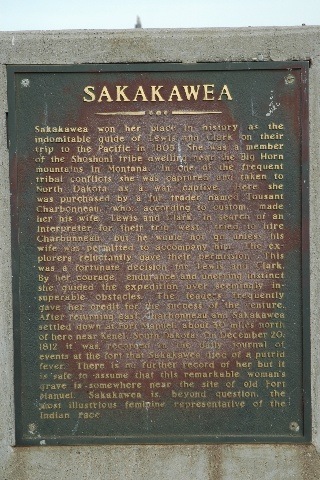 SAKAKAWEA
Sakakawea won her place in history as the
indomitable guide of Lewis and Clark on their
trip to the Pacific in 1805. She was a member
of the Shoshoni tribe dwelling near the Big Horn
mountains in Montana. In one of the frequent
tribal conflicts she was captured and taken to
North Dakota as a war captive. Here she
was purchased by a fur trader named Tousant
Charbonneau, who, according to custom, made
her his wife. Lewis and Clark, in search of an
interpreter for their trip west, tried to hire
Charbonneau, but he would not go unless his
wife was permitted to accompany him. The ex-
plorers reluctantly gave their permission. This
was a fortunate decision for Lewis and Clark.
By her courage, endurance and unerring instinct
she guided the expedition over seemingly in-
superable obstacles. The leaders frequently
gave her credit for the success of the venture.
After returning east, Charbonneau and Sakakawea
settled down at Fort Manuel, about 30 miles north
of here near Kenel, South Dakota. On December 20,
1812 it was recorded in the daily journal of
events at the fort that Sakakawea died of a putrid
fever. There is no further record of her but it
is safe to assume that this remarkable woman's
grave is somewhere near the site of old Fort
Manuel. Sakakawea is, beyond question, the
most illustrious feminine representative of the
Indian race.